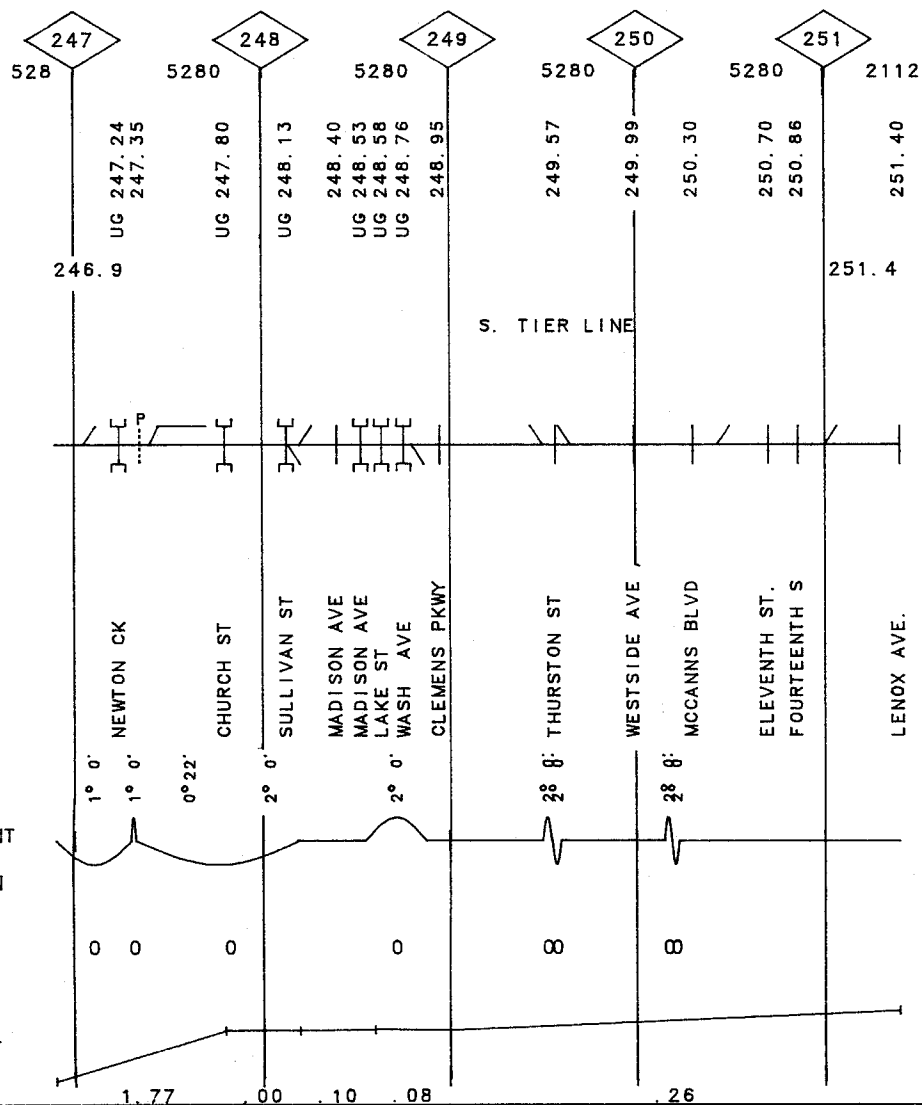 247 248 249 250 251
528 5280 5280 5280 5280 2112
UG 247.24
247.35
UG 247.80
UG 248.13
248.40
UG 248.53
UG 248.58
UG 248.76
248.95
249.57
249.99
250.30
250.70
250.86
251.40
246.9 251.4
S. TIER LINE
P
NEWTON CK
CHURCH ST
SULLIVAN ST
MADISON AVE
MADISON AVE
LAKE ST
WASH AVE
CLEMENS PKWY
THURSTON ST
WESTSIDE AVE
MCCANNS BLVD
ELEVENTH ST.
FOURTEENTH S
LENOX AVE.
1° 0'
1° 0'
0°22'
2° 0'
2° 0'
0 0 0 0 00 00
1.77 .00 .10 .08 .26